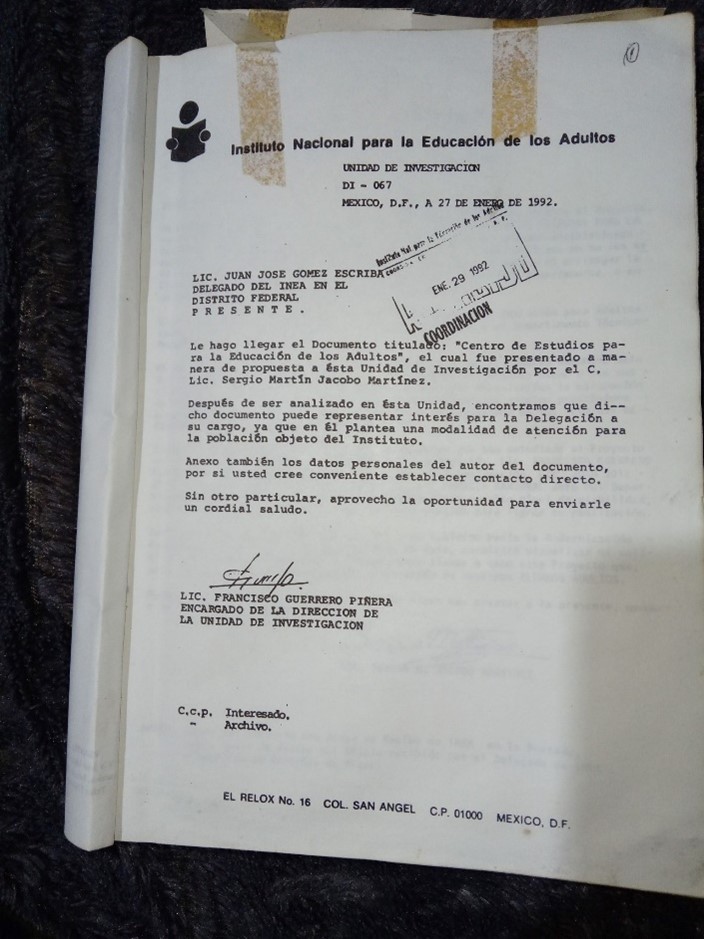 Instituto Nacional para la Educación de los Adultos
UNIDAD DE INVESTIGACION
DI - 067
MEXICO, D.F., A 27 DE ENERO DE 1992.
ENE. 29 1992
COORDINACION
LIC. JUAN JOSE GOMEZ ESCRIBA
DELEGADO DEL INEA EN EL
DISTRITO FEDERAL
P R E S E N T E .
Le hago llegar el Documento titulado: "Centro de Estudios pa-
ra la Educación de los Adultos", el cual fue presentado a ma-
nera de propuesta a ésta Unidad de Investigación por el C.
Lic. Sergio Martín Jacobo Martínez.
Después de ser analizado en ésta Unidad, encontramos que di--
cho documento puede representar interés para la Delegación a
su cargo, ya que en él plantea una modalidad de atención para
la población objeto del Instituto.
Anexo también los datos personales del autor del documento,
por si usted cree conveniente establecer contacto directo.
Sin otro particular, aprovecho la oportunidad para enviarle
un cordial saludo.
LIC. FRANCISCO GUERRERO PIÑERA
ENCARGADO DE LA DIRECCION DE
LA UNIDAD DE INVESTIGACION
C.c.p. Interesado.
" Archivo.
EL RELOX No. 16 COL. SAN ANGEL C.P. 01000 MEXICO, D.F.